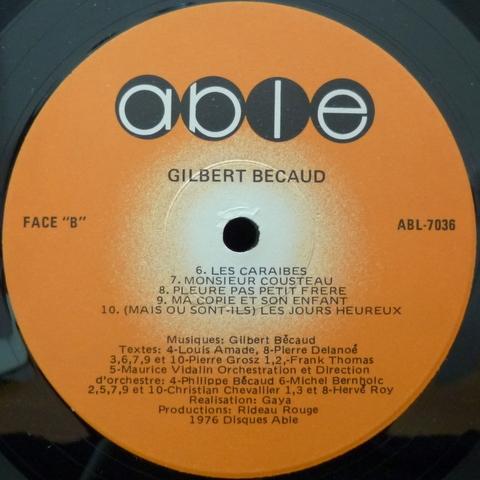 able
GILBERT BECAUD
FACE "B"
ABL-7036
6. LES CARAIBES
7. MONSIEUR COUSTEAU
8. PLEURE PAS PETIT FRERE
9. MA COPIE ET SON ENFANT
10. (MAIS OU SONT-ILS) LES JOURS HEUREUX
Musiques: Gilbert Bécaud
Textes: 4-Louis Amade, 8-Pierre Delanoé
3,6,7,9 et 10-Pierre Grosz 1,2,-Frank Thomas
5-Maurice Vidalin Orchestration et Direction
d'orchestre: 4-Philippe Bécaud 6-Michel Bernholc
2,5,7,9 et 10-Christian Chevallier 1,3 et 8-Hervé Roy
Realisation: Gaya
Productions: Rideau Rouge
1976 Disques Able